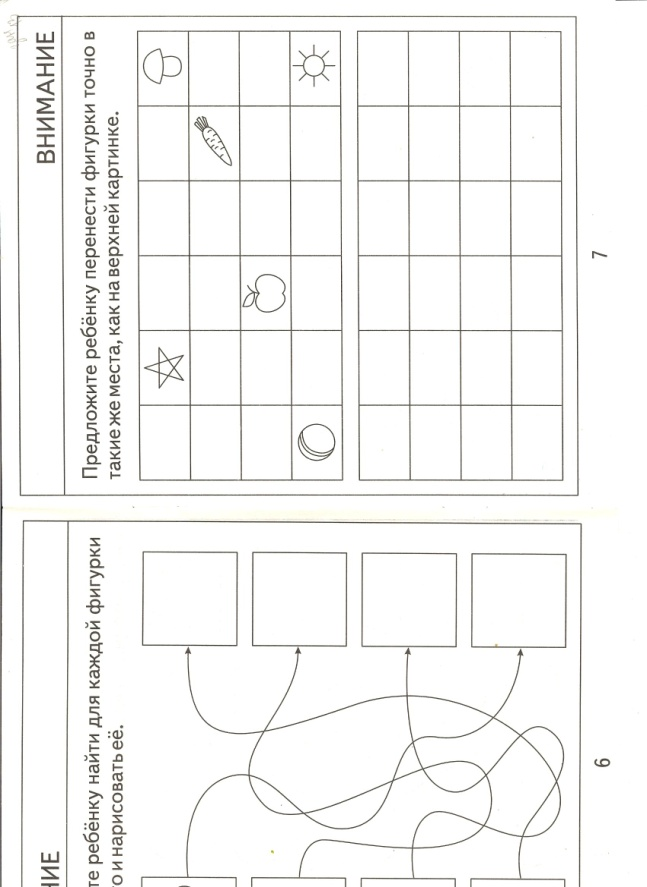 ВНИМАНИЕ
Предложите ребёнку перенести фигурки точно в
такие же места, как на верхней картинке.
7
НИЕ
те ребёнку найти для каждой фигурки
о и нарисовать её.
6